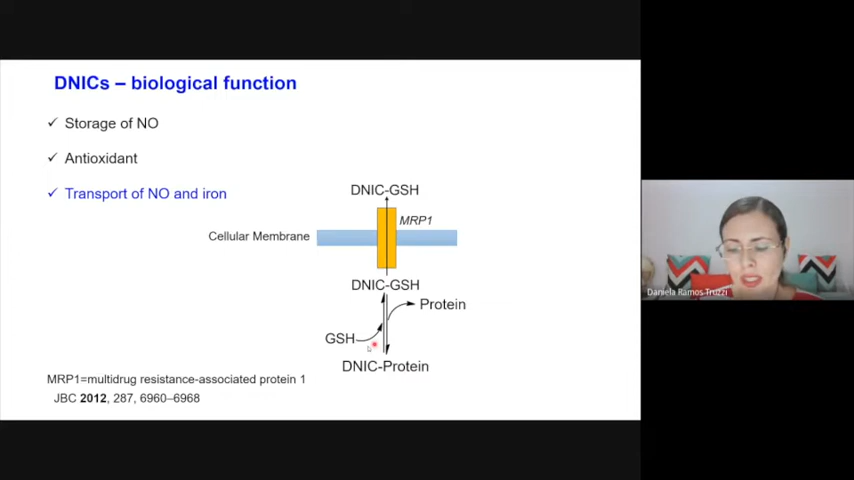 DNICs – biological function
✓ Storage of NO
✓ Antioxidant
✓ Transport of NO and iron
DNIC-GSH
MRP1
Cellular Membrane
DNIC-GSH
Protein
GSH
DNIC-Protein
MRP1=multidrug resistance-associated protein 1
JBC 2012, 287, 6960–6968
Daniela Ramos Truzzi